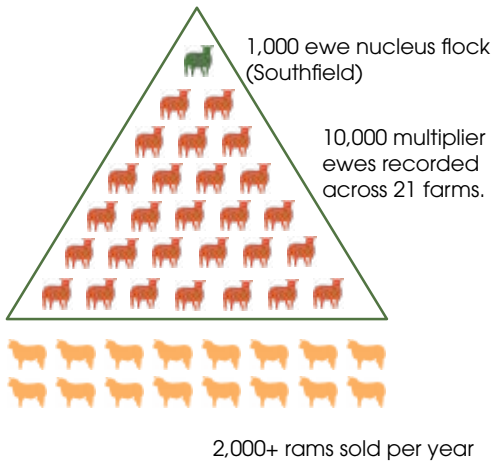 1,000 ewe nucleus flock
(Southfield)
10,000 multiplier
ewes recorded
across 21 farms.
2,000+ rams sold per year